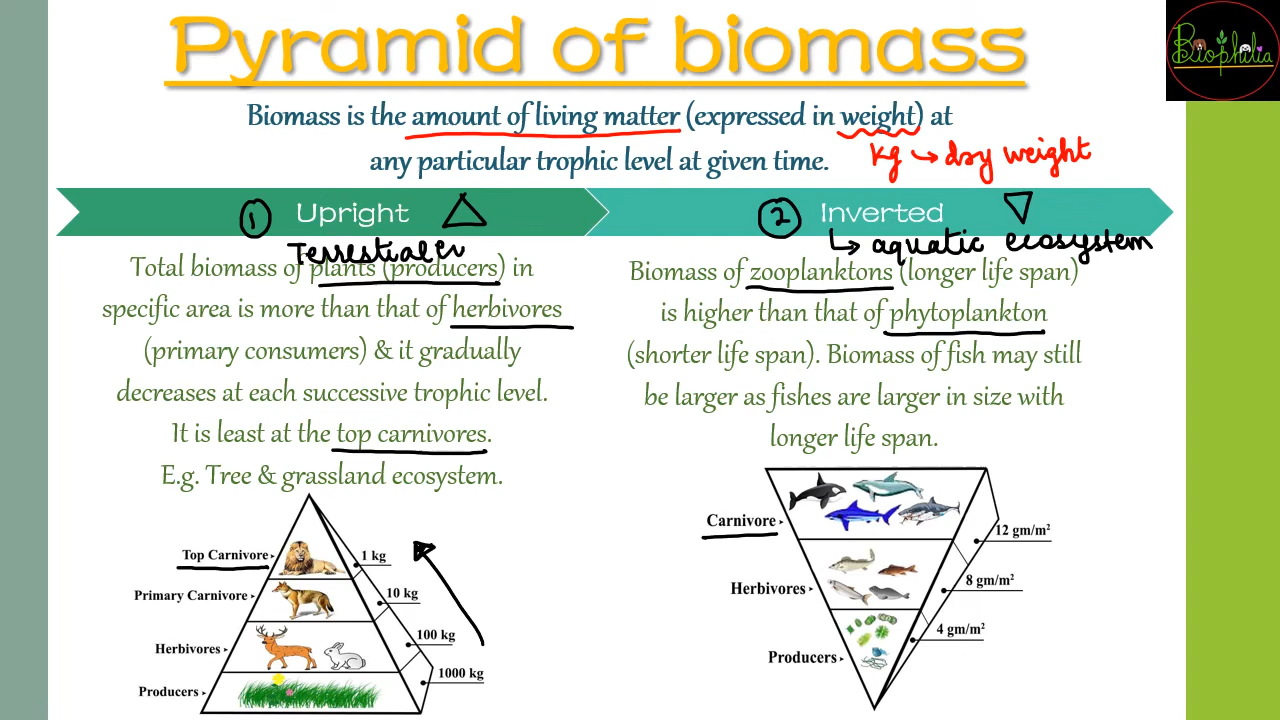 Pyramid of biomass
Biophilia
Biomass is the amount of living matter (expressed in weight) at
any particular trophic level at given time.
Kg → dry weight
① Upright △
Terrestrial
Total biomass of plants (producers) in
specific area is more than that of herbivores
(primary consumers) & it gradually
decreases at each successive trophic level.
It is least at the top carnivores.
E.g. Tree & grassland ecosystem.
Top Carnivore
1 kg
Primary Carnivore
10 kg
Herbivores
100 kg
Producers
1000 kg
② Inverted ▽
↳ aquatic ecosystem
Biomass of zooplanktons (longer life span)
is higher than that of phytoplankton
(shorter life span). Biomass of fish may still
be larger as fishes are larger in size with
longer life span.
Carnivore
12 gm/m²
Herbivores
8 gm/m²
Producers
4 gm/m²